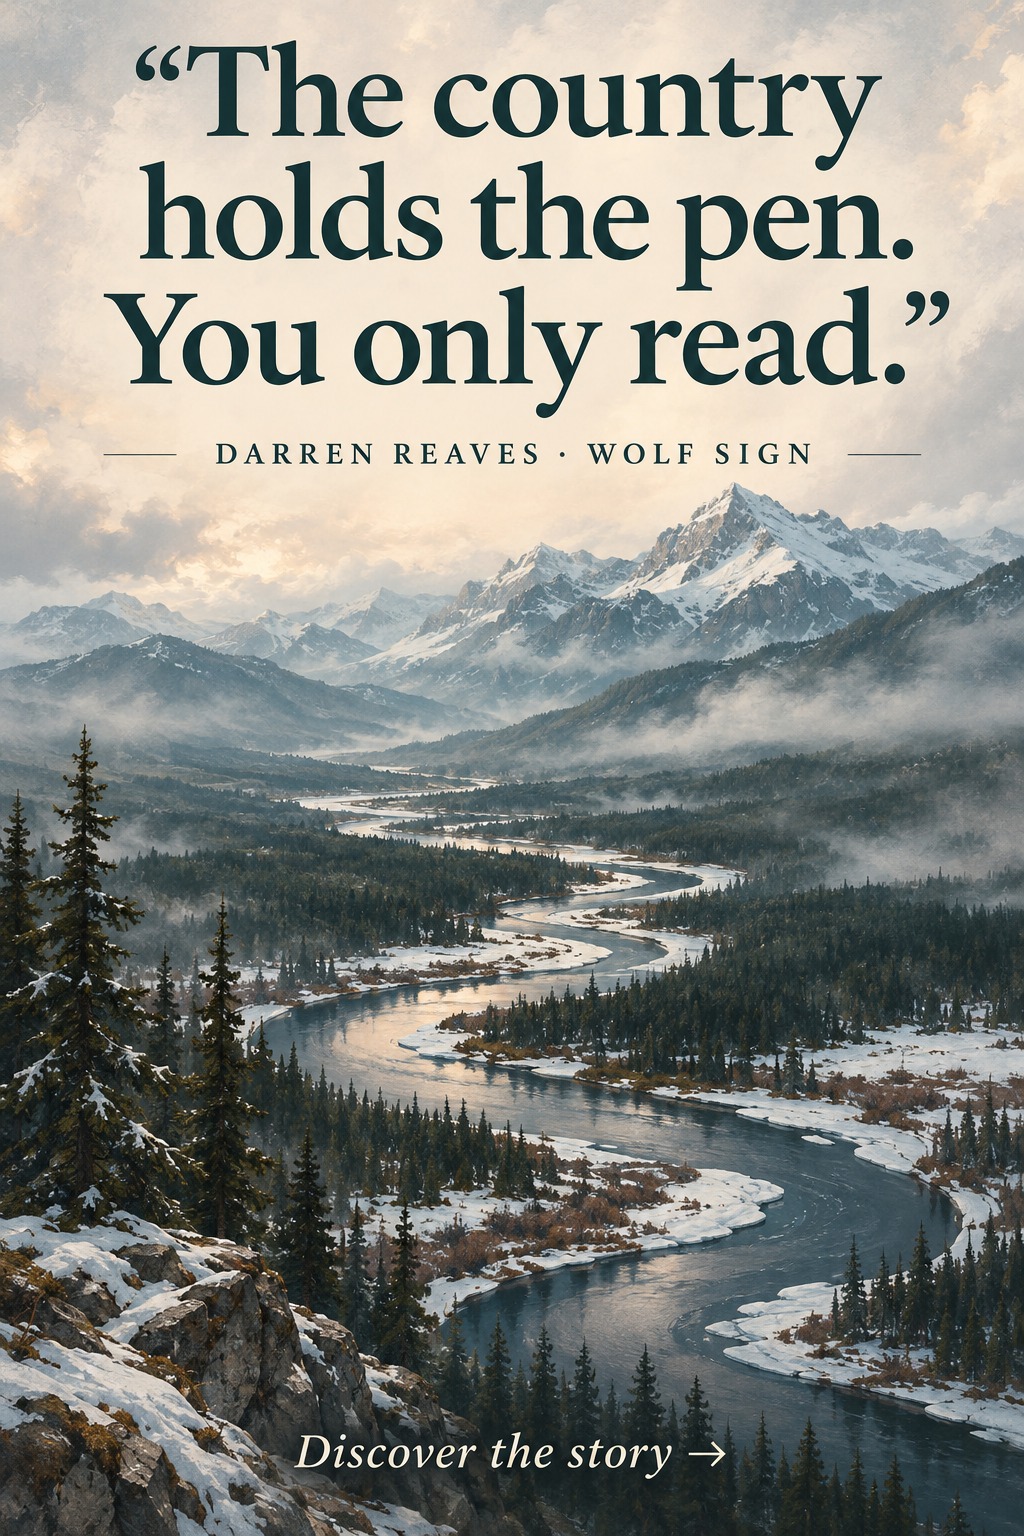 “The country
holds the pen.
You only read.”
DARREN REAVES · WOLF SIGN
Discover the story →